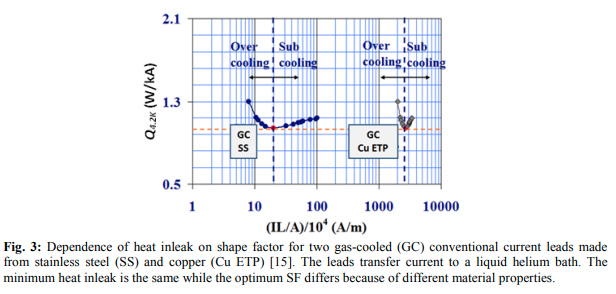 2.1
Over Sub
cooling cooling
Over Sub
cooling cooling
Q4.2K (W/kA)
1.3
GC
SS
GC
Cu ETP
0.5
1 10 100 1000 10000
(IL/A)/10⁴ (A/m)
Fig. 3: Dependence of heat inleak on shape factor for two gas-cooled (GC) conventional current leads made
from stainless steel (SS) and copper (Cu ETP) [15]. The leads transfer current to a liquid helium bath. The
minimum heat inleak is the same while the optimum SF differs because of different material properties.